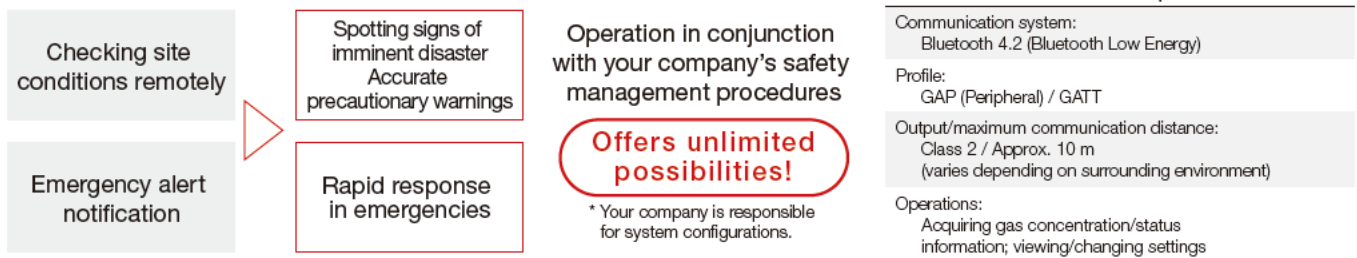 Checking site
conditions remotely
Emergency alert
notification
Spotting signs of
imminent disaster
Accurate
precautionary warnings
Rapid response
in emergencies
Operation in conjunction
with your company's safety
management procedures
Offers unlimited
possibilities!
* Your company is responsible
for system configurations.
Communication system:
Bluetooth 4.2 (Bluetooth Low Energy)
Profile:
GAP (Peripheral) / GATT
Output/maximum communication distance:
Class 2 / Approx. 10 m
(varies depending on surrounding environment)
Operations:
Acquiring gas concentration/status
information; viewing/changing settings